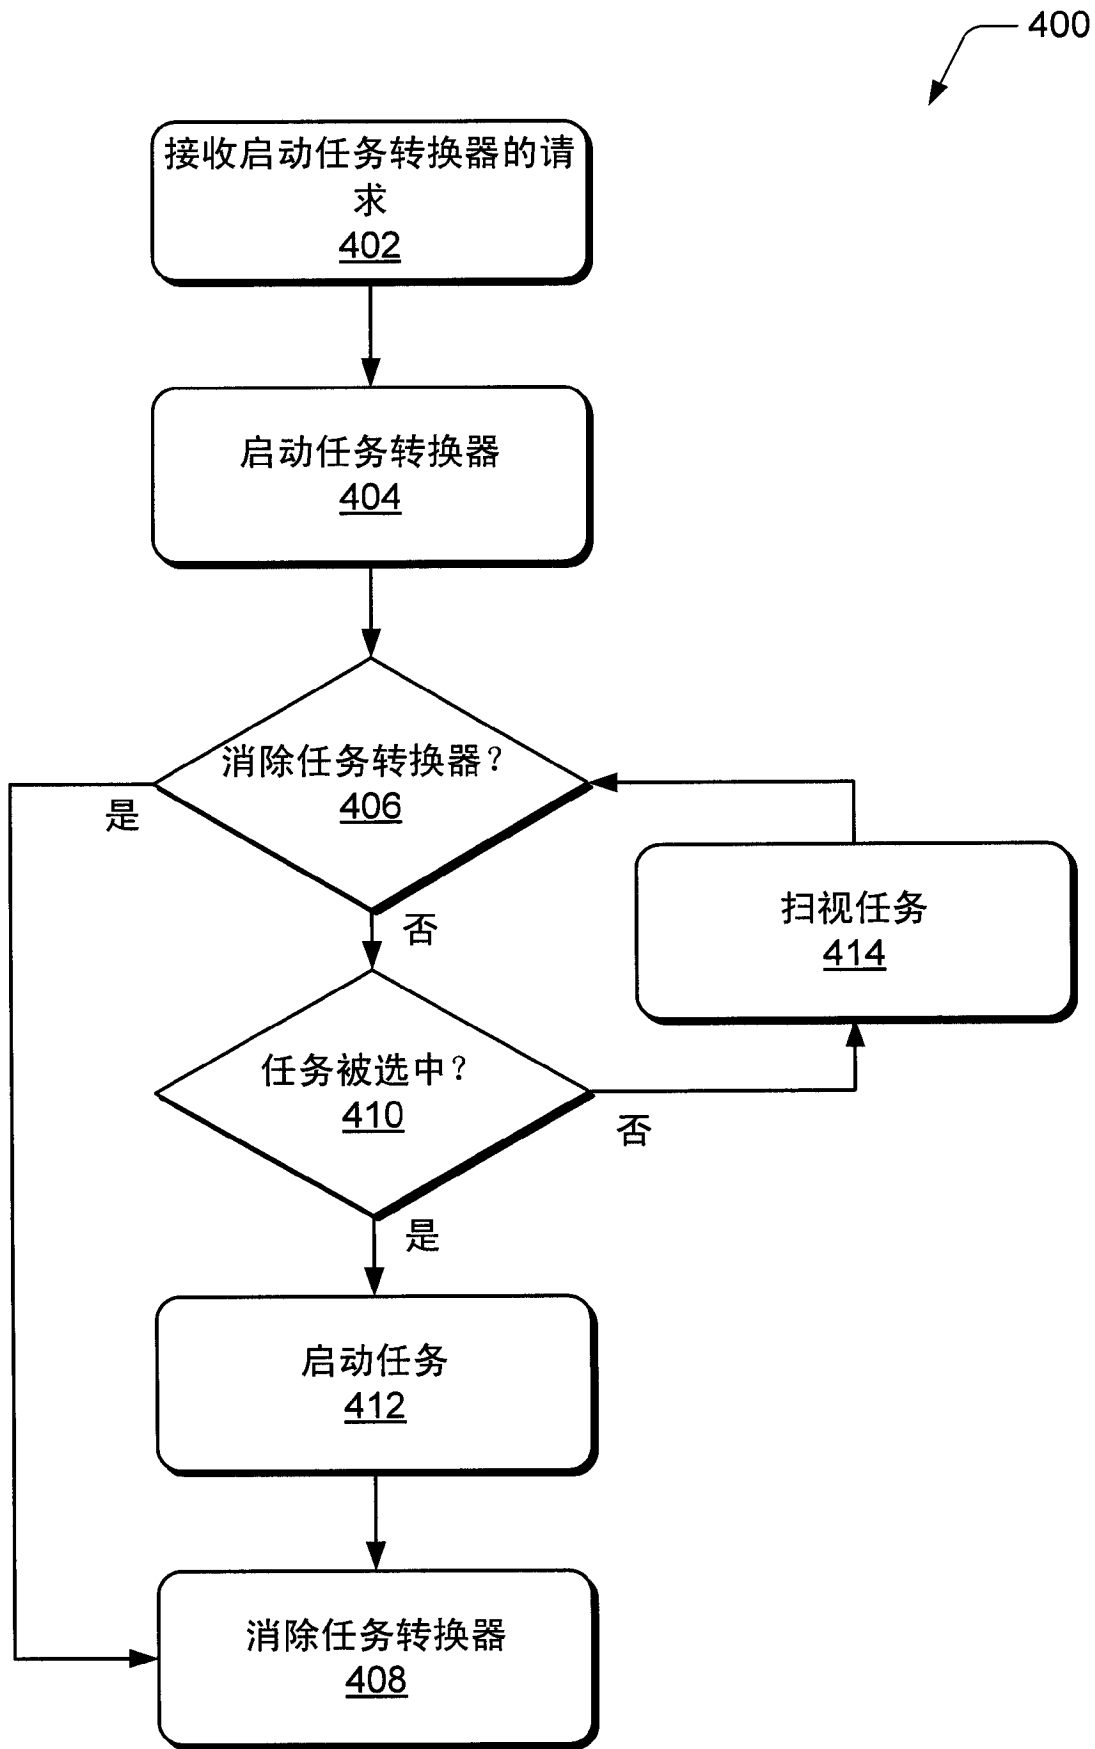 400
接收启动任务转换器的请
求
402
启动任务转换器
404
消除任务转换器？
406
是
否
扫视任务
414
任务被选中？
410
否
是
启动任务
412
消除任务转换器
408